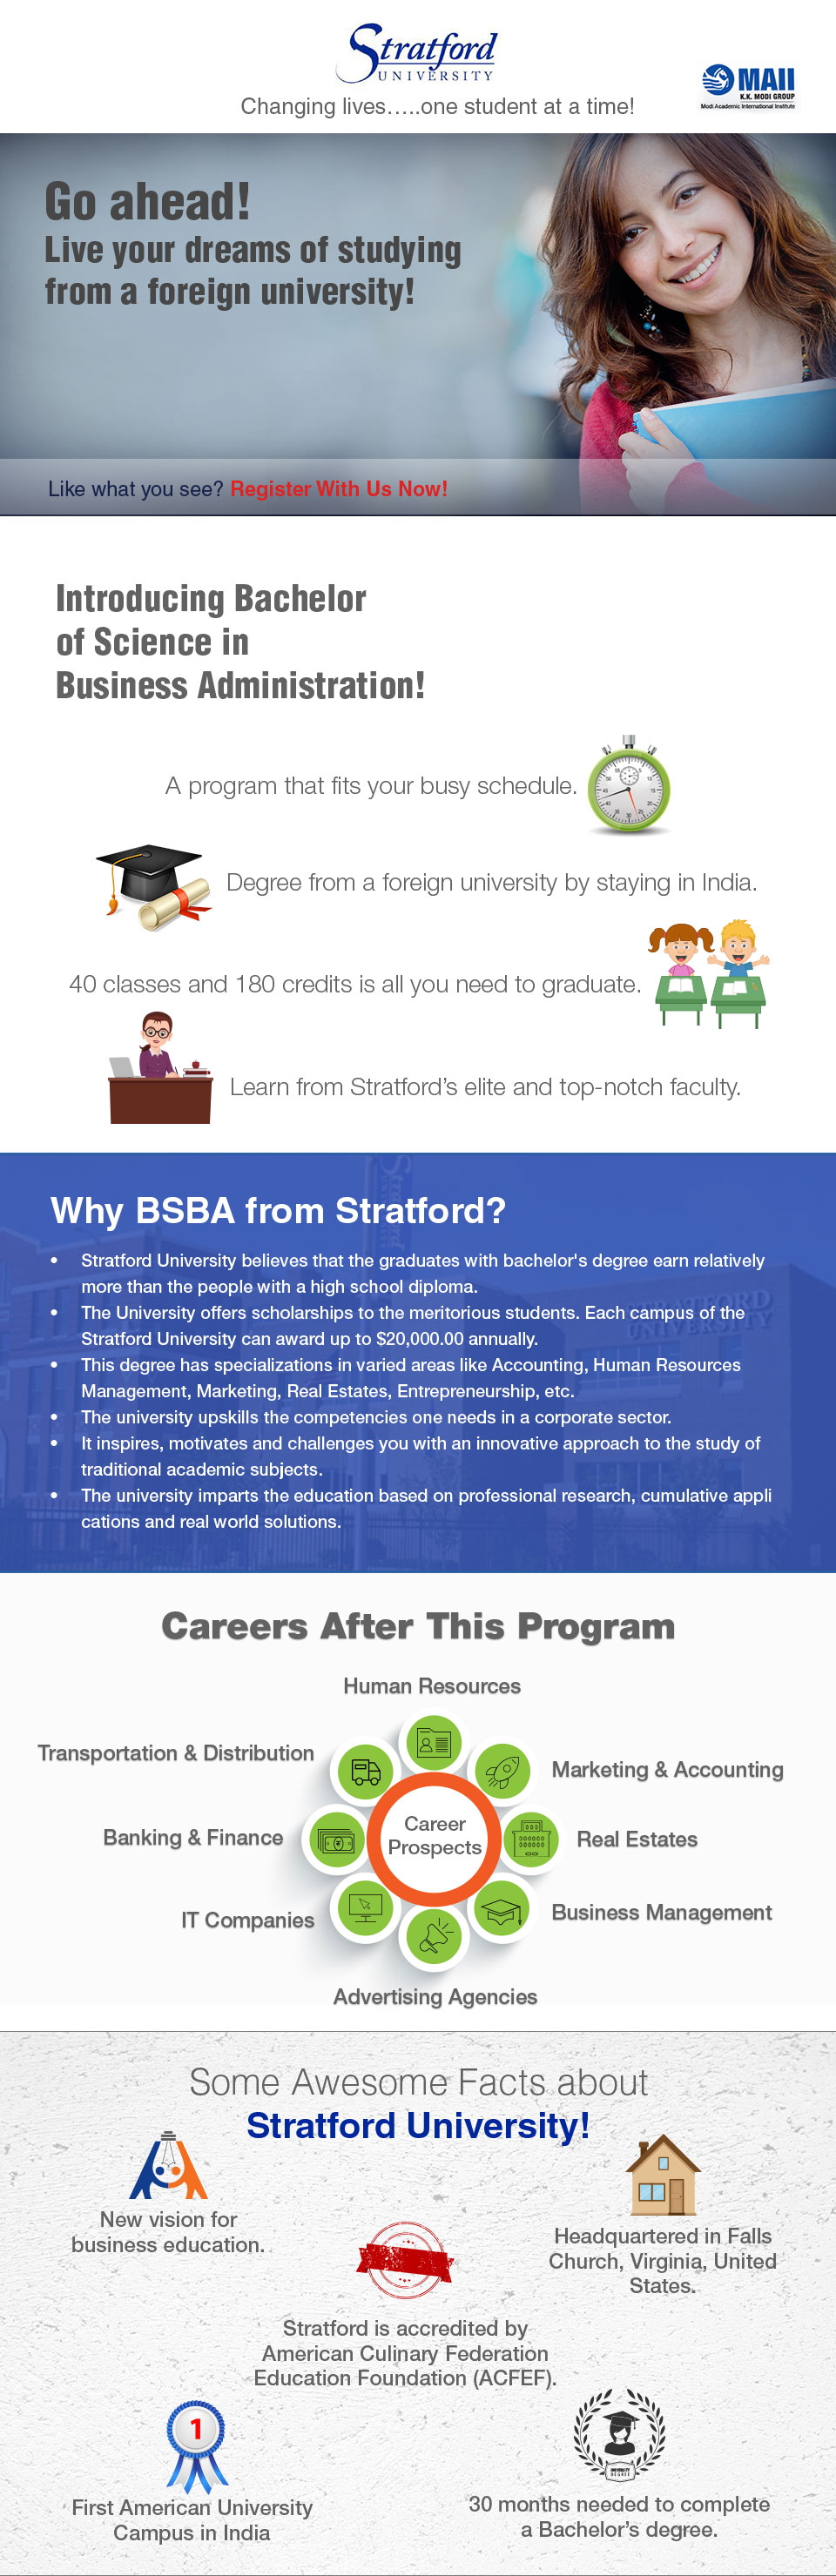 Stratford
UNIVERSITY
Changing lives.....one student at a time!
MAII
K.K. MODI GROUP
Modi Academic International Institute
Go ahead!
Live your dreams of studying
from a foreign university!
Like what you see? Register With Us Now!
Introducing Bachelor
of Science in
Business Administration!
A program that fits your busy schedule.
Degree from a foreign university by staying in India.
40 classes and 180 credits is all you need to graduate.
Learn from Stratford's elite and top-notch faculty.
Why BSBA from Stratford?
• Stratford University believes that the graduates with bachelor's degree earn relatively
more than the people with a high school diploma.
• The University offers scholarships to the meritorious students. Each campus of the
Stratford University can award up to $20,000.00 annually.
• This degree has specializations in varied areas like Accounting, Human Resources
Management, Marketing, Real Estates, Entrepreneurship, etc.
• The university upskills the competencies one needs in a corporate sector.
• It inspires, motivates and challenges you with an innovative approach to the study of
traditional academic subjects.
• The university imparts the education based on professional research, cumulative appli
cations and real world solutions.
STRATFORD
UNIVERSITY
Careers After This Program
Human Resources
Transportation & Distribution
Marketing & Accounting
Career
Prospects
Banking & Finance
Real Estates
IT Companies
Business Management
Advertising Agencies
Some Awesome Facts about
Stratford University!
New vision for
business education.
Headquartered in Falls
Church, Virginia, United
States.
Stratford is accredited by
American Culinary Federation
Education Foundation (ACFEF).
1
First American University
Campus in India
UNIVERSITY
DEGREE
30 months needed to complete
a Bachelor's degree.